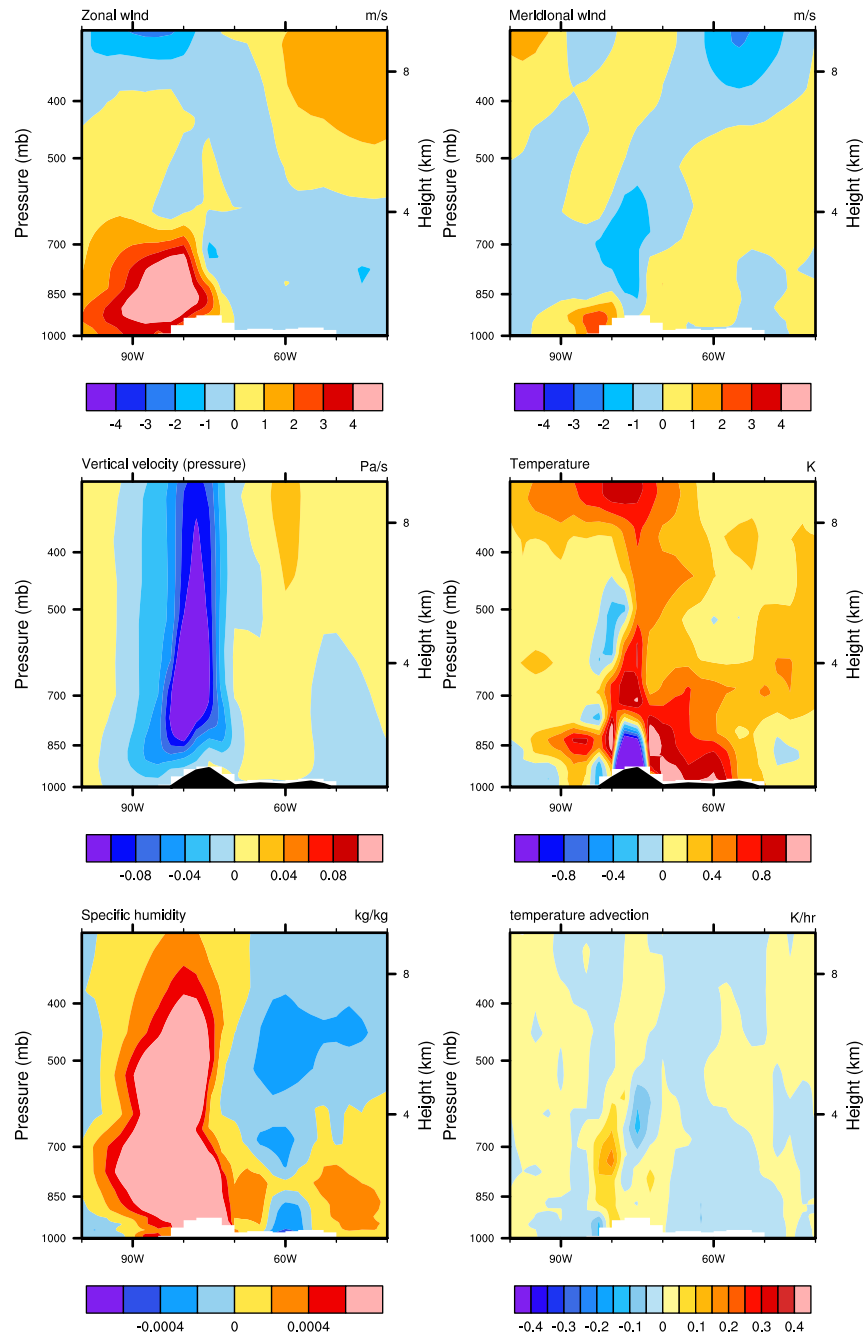 Zonal wind m/s
Meridional wind m/s
Pressure (mb)
400
500
700
850
1000
8
4
Height (km)
90W 60W
-4 -3 -2 -1 0 1 2 3 4
Pressure (mb)
400
500
700
850
1000
8
4
Height (km)
90W 60W
-4 -3 -2 -1 0 1 2 3 4
Vertical velocity (pressure) Pa/s
Temperature K
Pressure (mb)
400
500
700
850
1000
8
4
Height (km)
90W 60W
-0.08 -0.04 0 0.04 0.08
Pressure (mb)
400
500
700
850
1000
8
4
Height (km)
90W 60W
-0.8 -0.4 0 0.4 0.8
Specific humidity kg/kg
temperature advection K/hr
Pressure (mb)
400
500
700
850
1000
8
4
Height (km)
90W 60W
-0.0004 0 0.0004
Pressure (mb)
400
500
700
850
1000
8
4
Height (km)
90W 60W
-0.4 -0.3 -0.2 -0.1 0 0.1 0.2 0.3 0.4